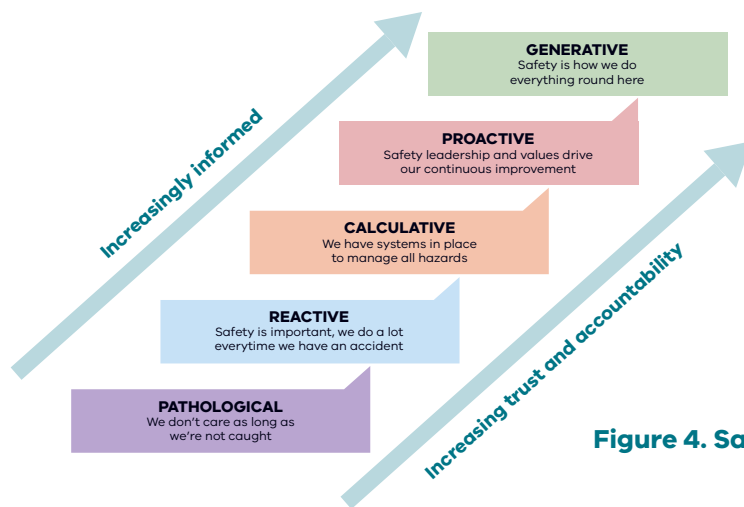 GENERATIVE
Safety is how we do
everything round here
Increasingly informed
PROACTIVE
Safety leadership and values drive
our continuous improvement
CALCULATIVE
We have systems in place
to manage all hazards
Increasing trust and accountability
REACTIVE
Safety is important, we do a lot
everytime we have an accident
PATHOLOGICAL
We don't care as long as
we're not caught
Figure 4. Sa